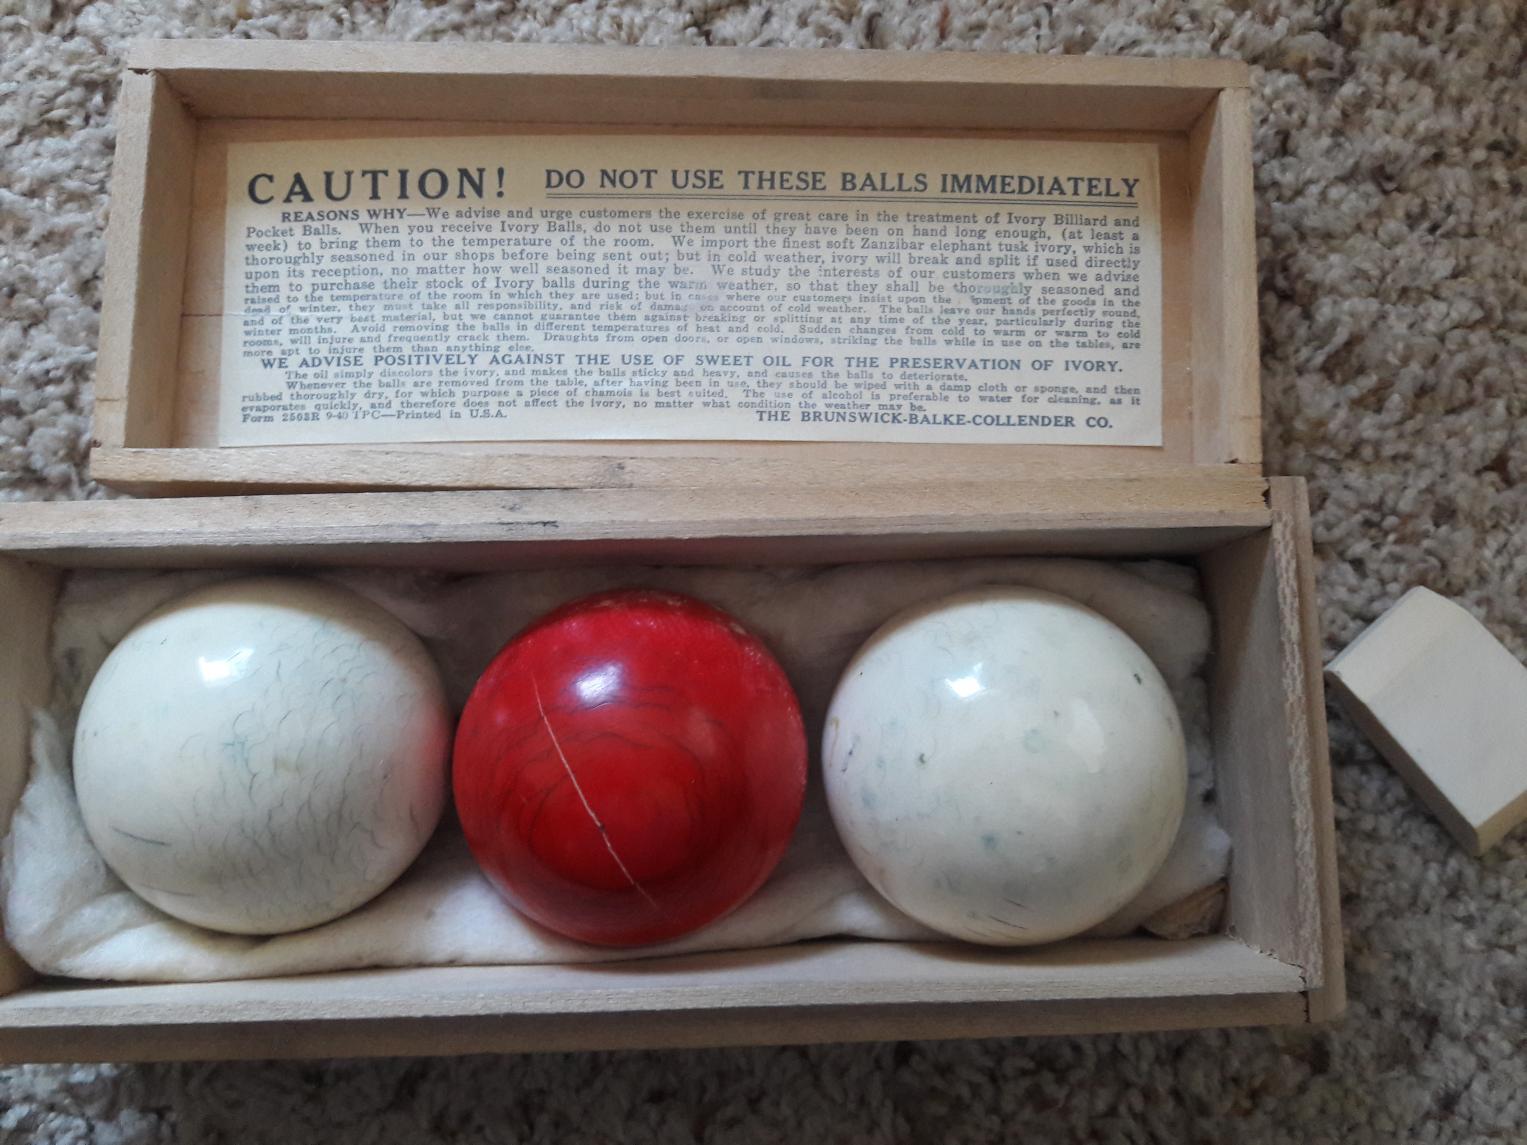 CAUTION! DO NOT USE THESE BALLS IMMEDIATELY
REASONS WHY—We advise and urge customers the exercise of great care in the treatment of Ivory Billiard and
Pocket Balls. When you receive Ivory Balls, do not use them until they have been on hand long enough, (at least a
week) to bring them to the temperature of the room. We import the finest soft Zanzibar elephant tusk ivory, which is
thoroughly seasoned in our shops before being sent out; but in cold weather, ivory will break and split if used directly
upon its reception, no matter how well seasoned it may be. We study the interests of our customers when we advise
them to purchase their stock of Ivory balls during the warm weather, so that they shall be thoroughly seasoned and
raised to the temperature of the room in which they are used; but in cases where our customers insist upon the of the goods in the
dead of winter, they must take all responsibility, and risk of damage on account of cold weather. The balls leave our hands perfectly sound,
and of the very best material, but we cannot guarantee them against breaking or splitting at any time of the year, particularly during the
winter months. Avoid removing the balls in different temperatures of heat and cold. Sudden changes from cold to warm or warm to cold
rooms, will injure and frequently crack them. Draughts from open doors, or open windows, striking the balls while in use on the tables, are
more apt to injure them than anything else.
WE ADVISE POSITIVELY AGAINST THE USE OF SWEET OIL FOR THE PRESERVATION OF IVORY.
The oil simply discolors the ivory, and makes the balls sticky and heavy, and causes the balls to deteriorate.
Whenever the balls are removed from the table, after having been in use, they should be wiped with a damp cloth or sponge, and then
rubbed thoroughly dry, for which purpose a piece of chamois is best suited. The use of alcohol is preferable to water for cleaning, as it
evaporates quickly, and therefore does not affect the ivory, no matter what condition the weather may be.
Form 2563R 9-40 TPC—Printed in U.S.A. THE BRUNSWICK-BALKE-COLLENDER CO.